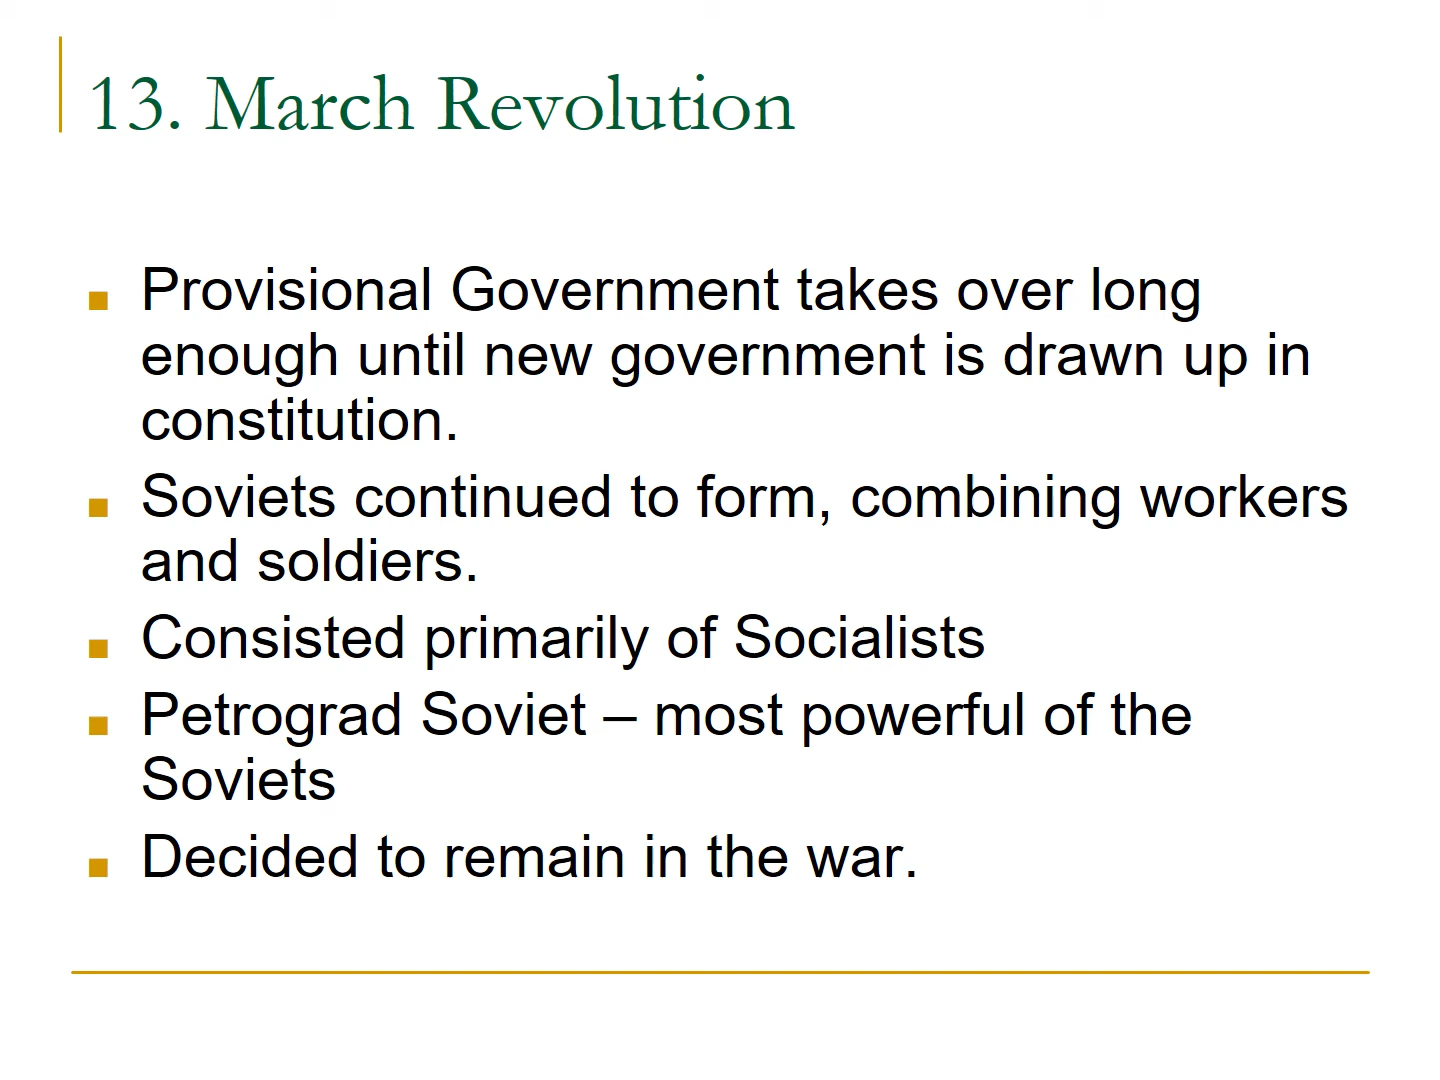 13. March Revolution
Provisional Government takes over long
enough until new government is drawn up in
constitution.
Soviets continued to form, combining workers
and soldiers.
Consisted primarily of Socialists
Petrograd Soviet – most powerful of the
Soviets
Decided to remain in the war.